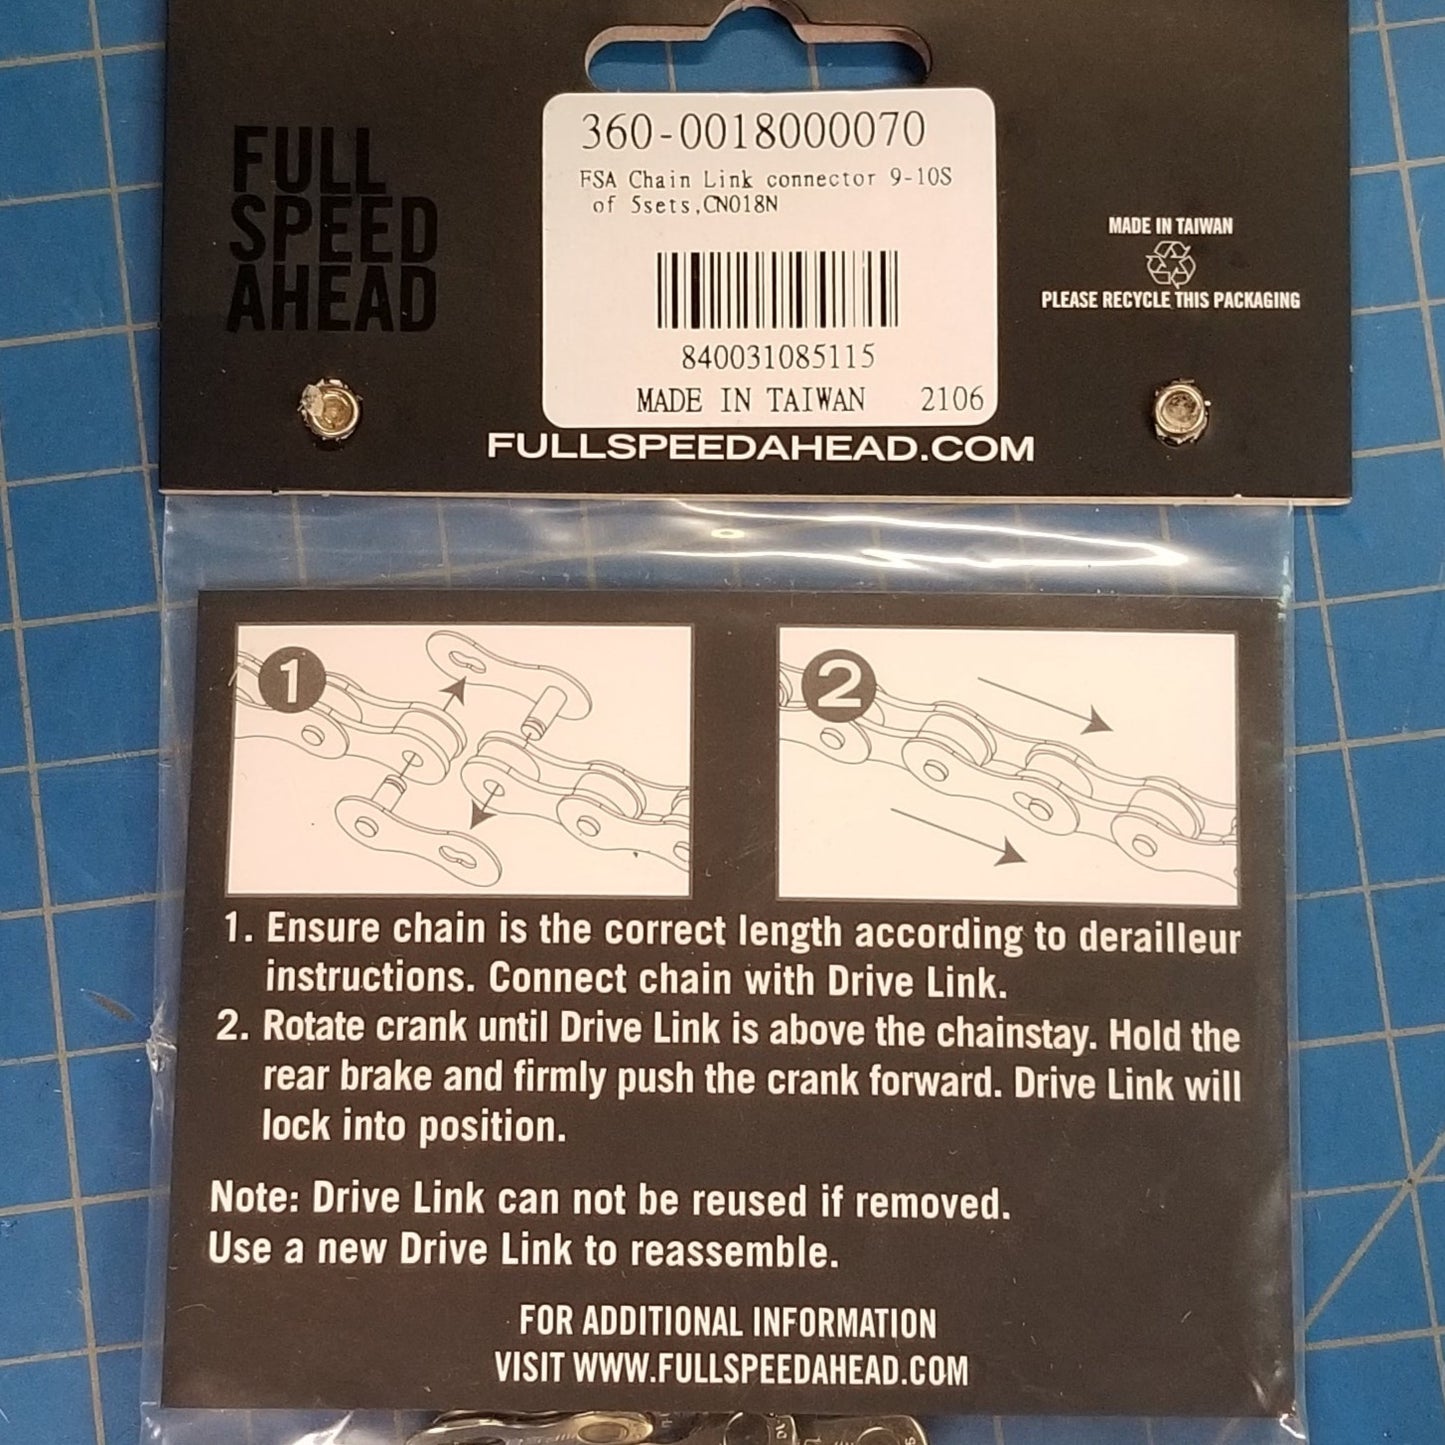 FULL
SPEED
AHEAD
360-0018000070
FSA Chain Link connector 9-10S
of 5sets,CN018N
840031085115
MADE IN TAIWAN 2106
MADE IN TAIWAN
PLEASE RECYCLE THIS PACKAGING
FULLSPEEDAHEAD.COM
1
2
1. Ensure chain is the correct length according to derailleur
instructions. Connect chain with Drive Link.
2. Rotate crank until Drive Link is above the chainstay. Hold the
rear brake and firmly push the crank forward. Drive Link will
lock into position.
Note: Drive Link can not be reused if removed.
Use a new Drive Link to reassemble.
FOR ADDITIONAL INFORMATION
VISIT WWW.FULLSPEEDAHEAD.COM